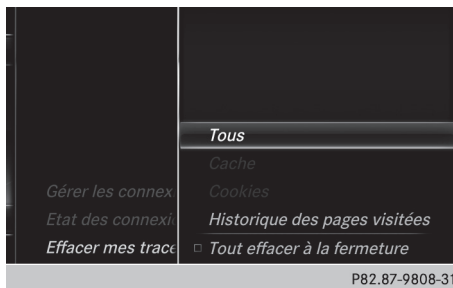 Tous
Cache
Cookies
Historique des pages visitées
Tout effacer à la fermeture
Gérer les connex
Etat des connexi
Effacer mes trace
P82.87-9808-31